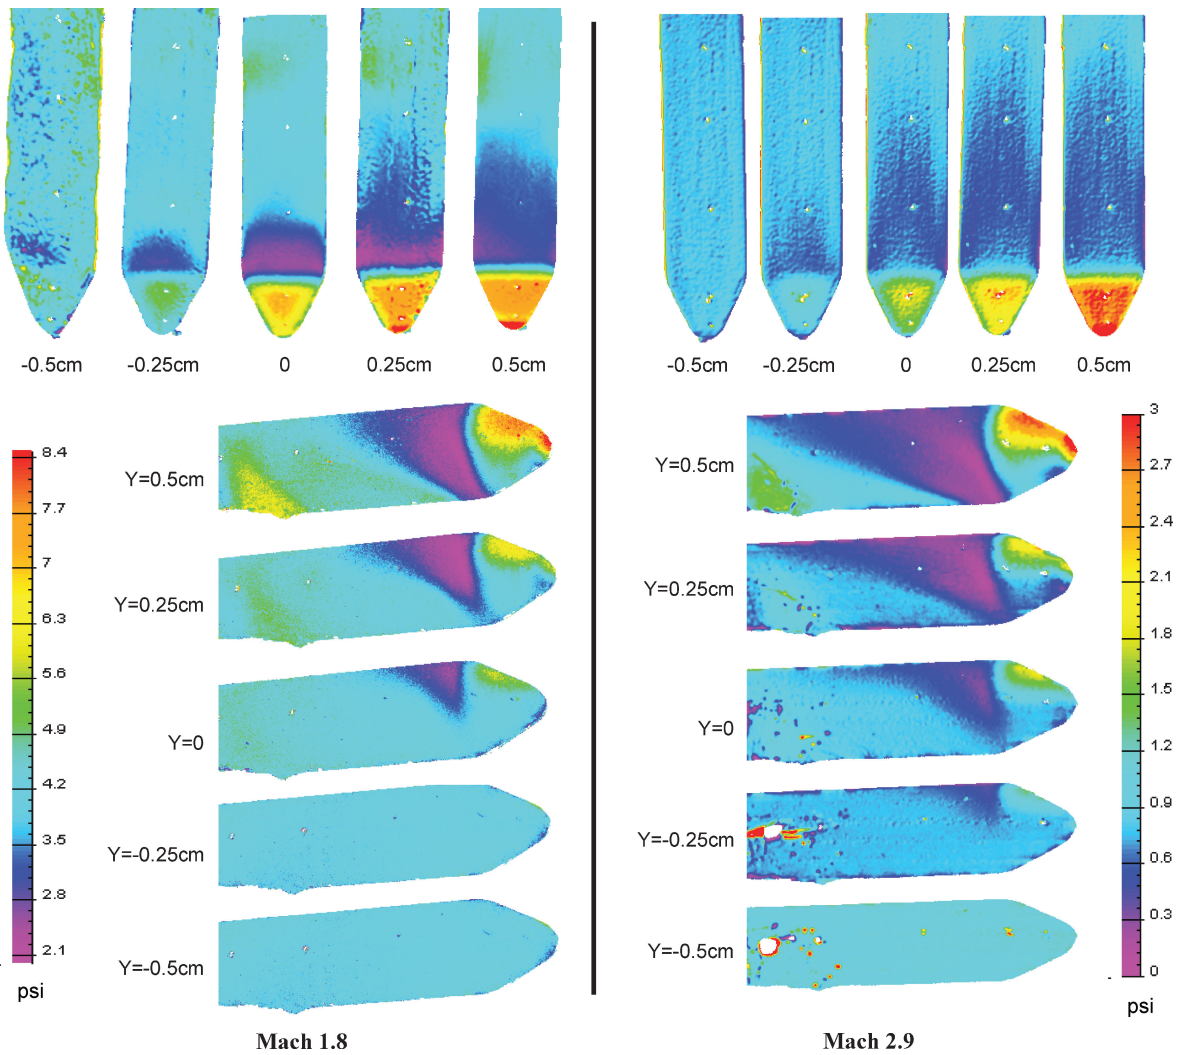 -0.5cm -0.25cm 0 0.25cm 0.5cm
-0.5cm -0.25cm 0 0.25cm 0.5cm
Y=0.5cm
Y=0.25cm
Y=0
Y=-0.25cm
Y=-0.5cm
8.4
7.7
7
6.3
5.6
4.9
4.2
3.5
2.8
2.1
psi
Y=0.5cm
Y=0.25cm
Y=0
Y=-0.25cm
Y=-0.5cm
3
2.7
2.4
2.1
1.8
1.5
1.2
0.9
0.6
0.3
0
psi
Mach 1.8
Mach 2.9